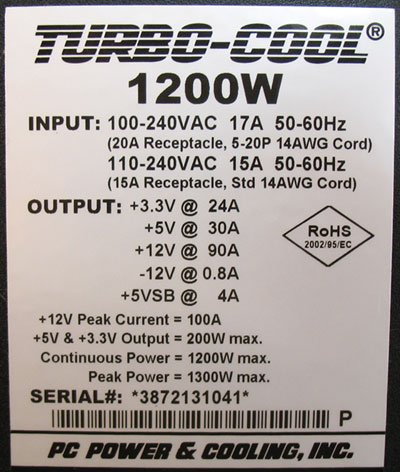 TURBO-COOL®
1200W
INPUT: 100-240VAC 17A 50-60Hz
(20A Receptacle, 5-20P 14AWG Cord)
110-240VAC 15A 50-60Hz
(15A Receptacle, Std 14AWG Cord)
OUTPUT: +3.3V @ 24A
+5V @ 30A
+12V @ 90A
-12V @ 0.8A
+5VSB @ 4A
RoHS
2002/95/EC
+12V Peak Current = 100A
+5V & +3.3V Output = 200W max.
Continuous Power = 1200W max.
Peak Power = 1300W max.
SERIAL#: *3872131041*
P
PC POWER & COOLING, INC.